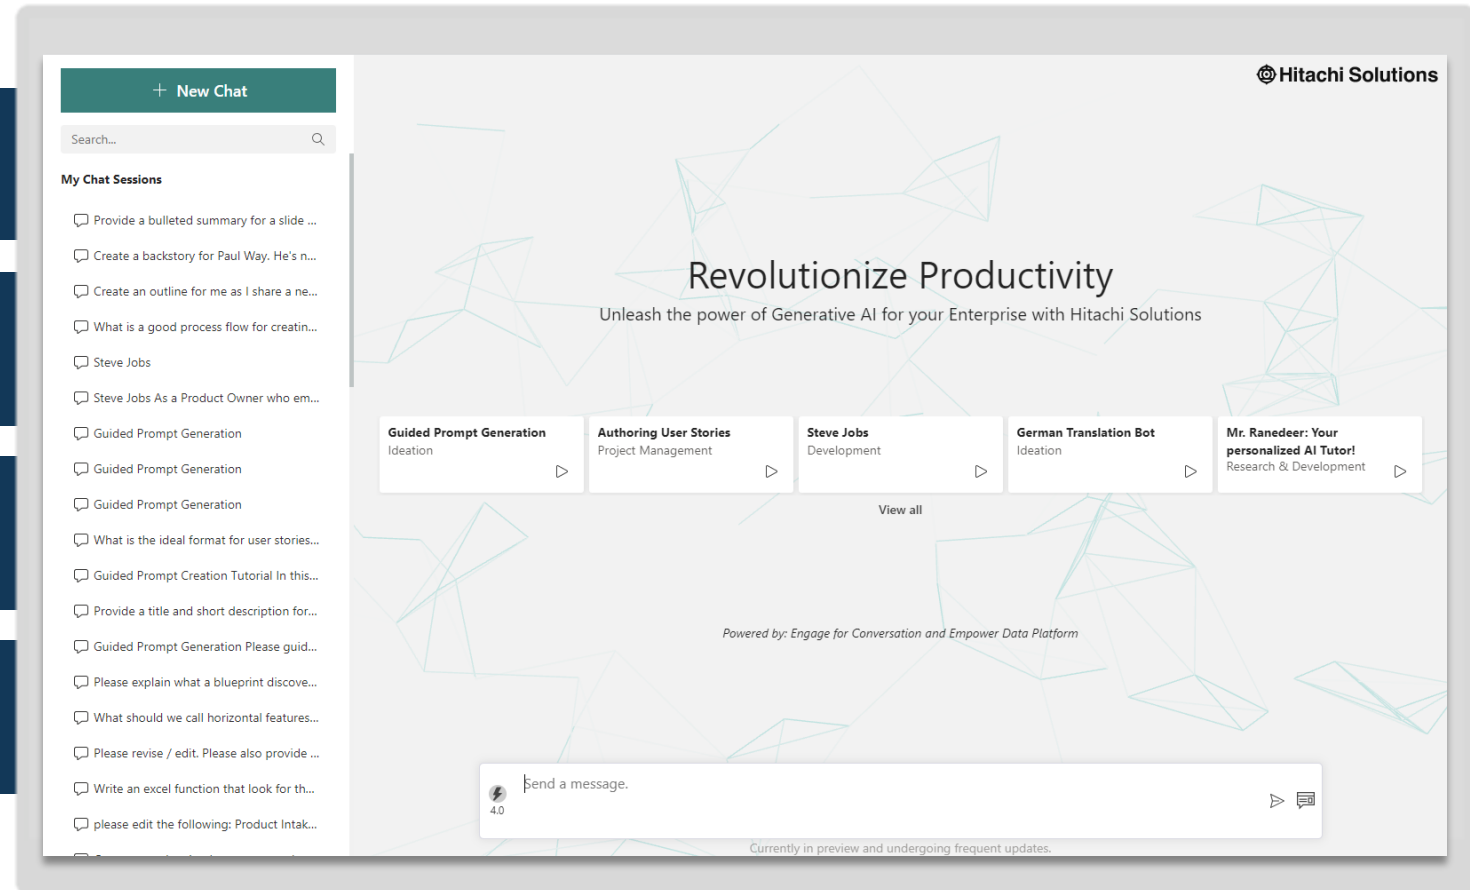 New Chat
Search...
My Chat Sessions
Provide a bulleted summary for a slide ...
Create a backstory for Paul Way. He's n...
Create an outline for me as I share a ne...
What is a good process flow for creatin...
Steve Jobs
Steve Jobs As a Product Owner who em...
Guided Prompt Generation
Guided Prompt Generation
Guided Prompt Generation
What is the ideal format for user stories...
Guided Prompt Creation Tutorial In this...
Provide a title and short description for...
Guided Prompt Generation Please guid...
Please explain what a blueprint discove...
What should we call horizontal features...
Please revise / edit. Please also provide ...
Write an excel function that look for th...
please edit the following: Product Intak...
Hitachi Solutions
Revolutionize Productivity
Unleash the power of Generative AI for your Enterprise with Hitachi Solutions
Guided Prompt Generation
Ideation
Authoring User Stories
Project Management
Steve Jobs
Development
German Translation Bot
Ideation
Mr. Ranedeer: Your
personalized AI Tutor!
Research & Development
View all
Powered by: Engage for Conversation and Empower Data Platform
Send a message.
4.0
Currently in preview and undergoing frequent updates.